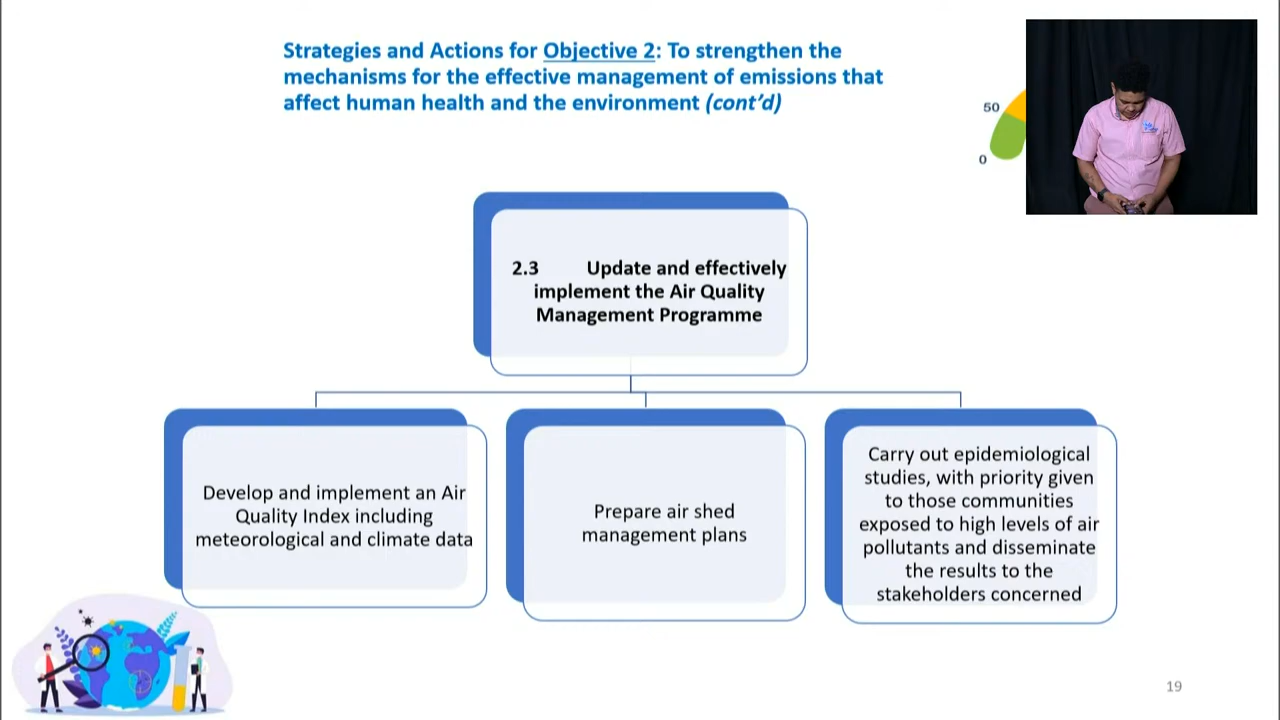 Strategies and Actions for Objective 2: To strengthen the
mechanisms for the effective management of emissions that
affect human health and the environment (cont’d)
50
0
2.3 Update and effectively
implement the Air Quality
Management Programme
Develop and implement an Air
Quality Index including
meteorological and climate data
Prepare air shed
management plans
Carry out epidemiological
studies, with priority given
to those communities
exposed to high levels of air
pollutants and disseminate
the results to the
stakeholders concerned
19